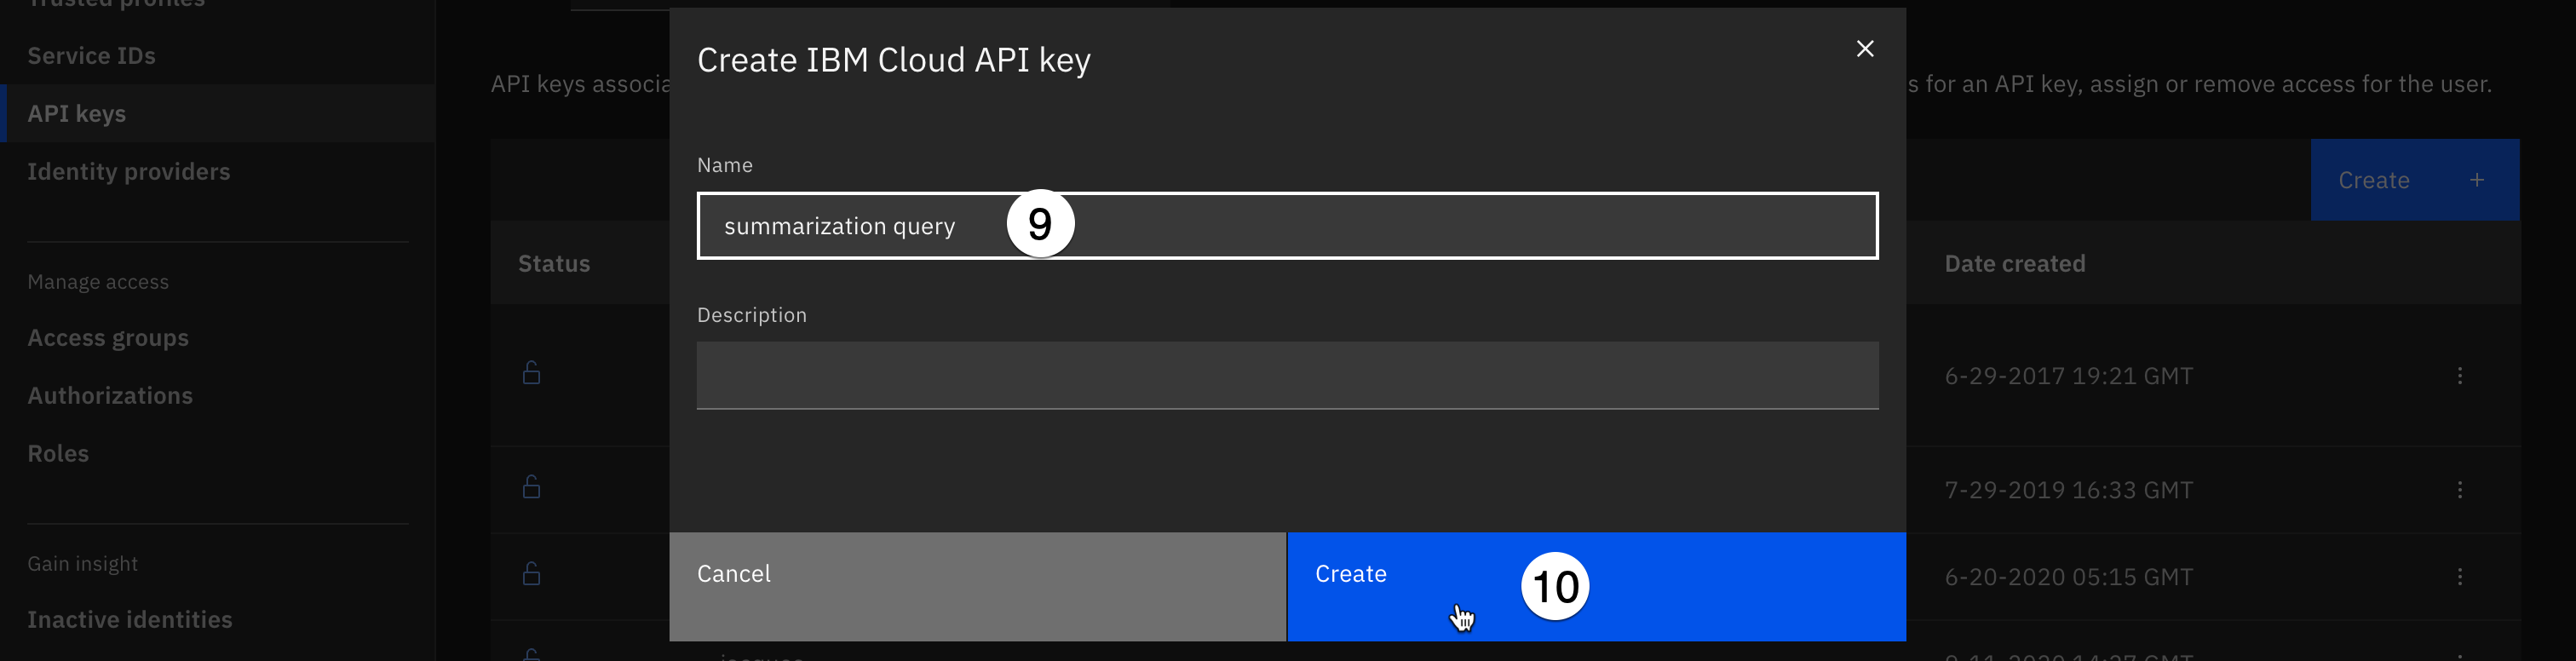 Trusted profiles
Service IDs
API keys
Identity providers
Manage access
Access groups
Authorizations
Roles
Gain insight
Inactive identities
API keys associa
s for an API key, assign or remove access for the user.
Create +
Status
Date created
6-29-2017 19:21 GMT
7-29-2019 16:33 GMT
6-20-2020 05:15 GMT
Create IBM Cloud API key
Name
summarization query 9
Description
Cancel
Create 10